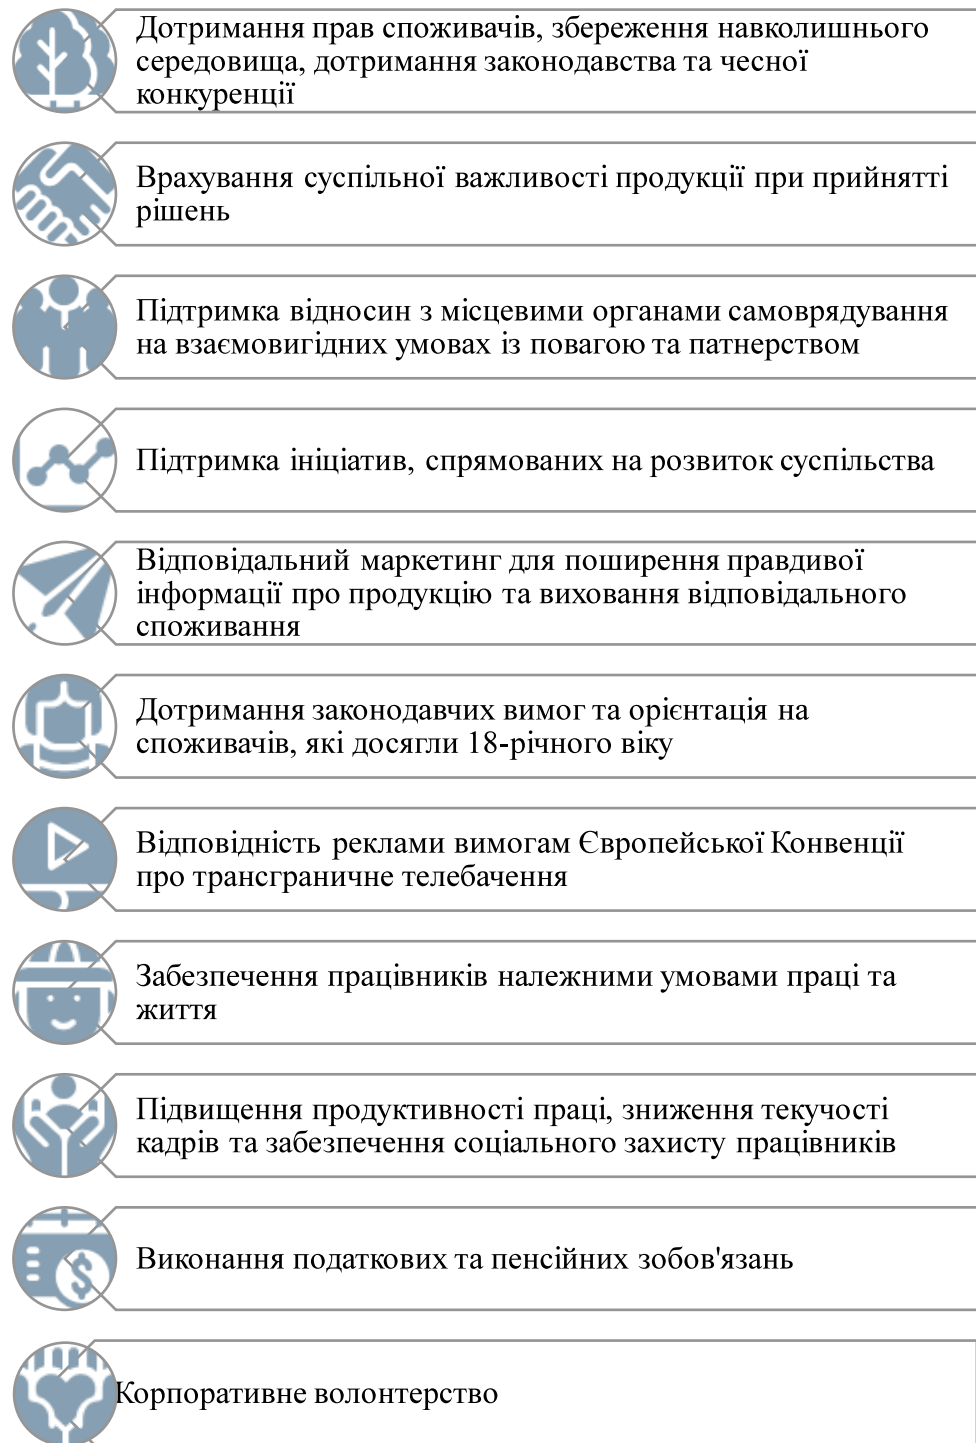 Дотримання прав споживачів, збереження навколишнього
середовища, дотримання законодавства та чесної
конкуренції
Врахування суспільної важливості продукції при прийнятті
рішень
Підтримка відносин з місцевими органами самоврядування
на взаємовигідних умовах із повагою та патнерством
Підтримка ініціатив, спрямованих на розвиток суспільства
Відповідальний маркетинг для поширення правдивої
інформації про продукцію та виховання відповідального
споживання
Дотримання законодавчих вимог та орієнтація на
споживачів, які досягли 18-річного віку
Відповідність реклами вимогам Європейської Конвенції
про трансграничне телебачення
Забезпечення працівників належними умовами праці та
життя
Підвищення продуктивності праці, зниження текучості
кадрів та забезпечення соціального захисту працівників
Виконання податкових та пенсійних зобов'язань
Корпоративне волонтерство